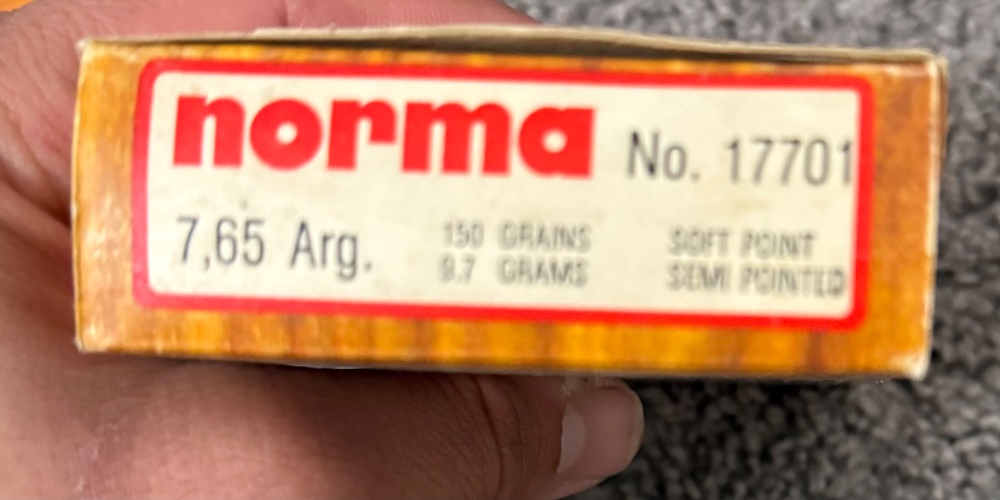 norma No. 17701
7,65 Arg. 150 GRAINS SOFT POINT
9.7 GRAMS SEMI POINTED